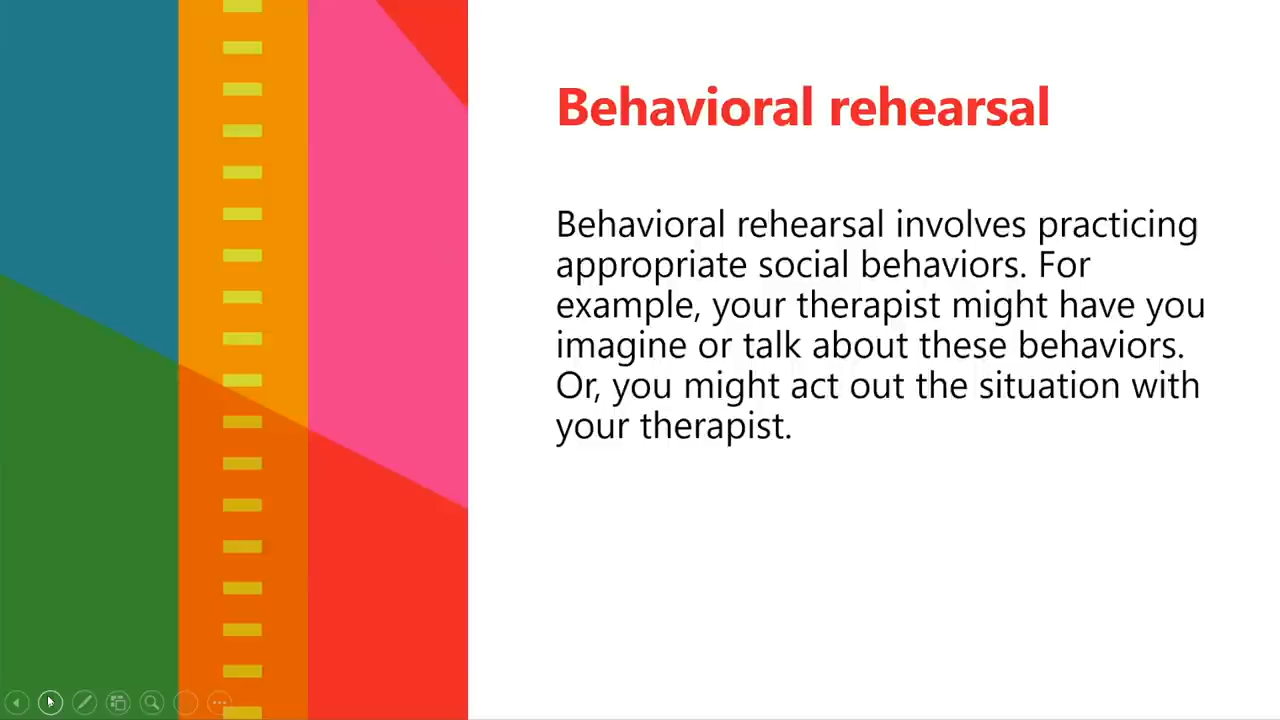 Behavioral rehearsal
Behavioral rehearsal involves practicing
appropriate social behaviors. For
example, your therapist might have you
imagine or talk about these behaviors.
Or, you might act out the situation with
your therapist.